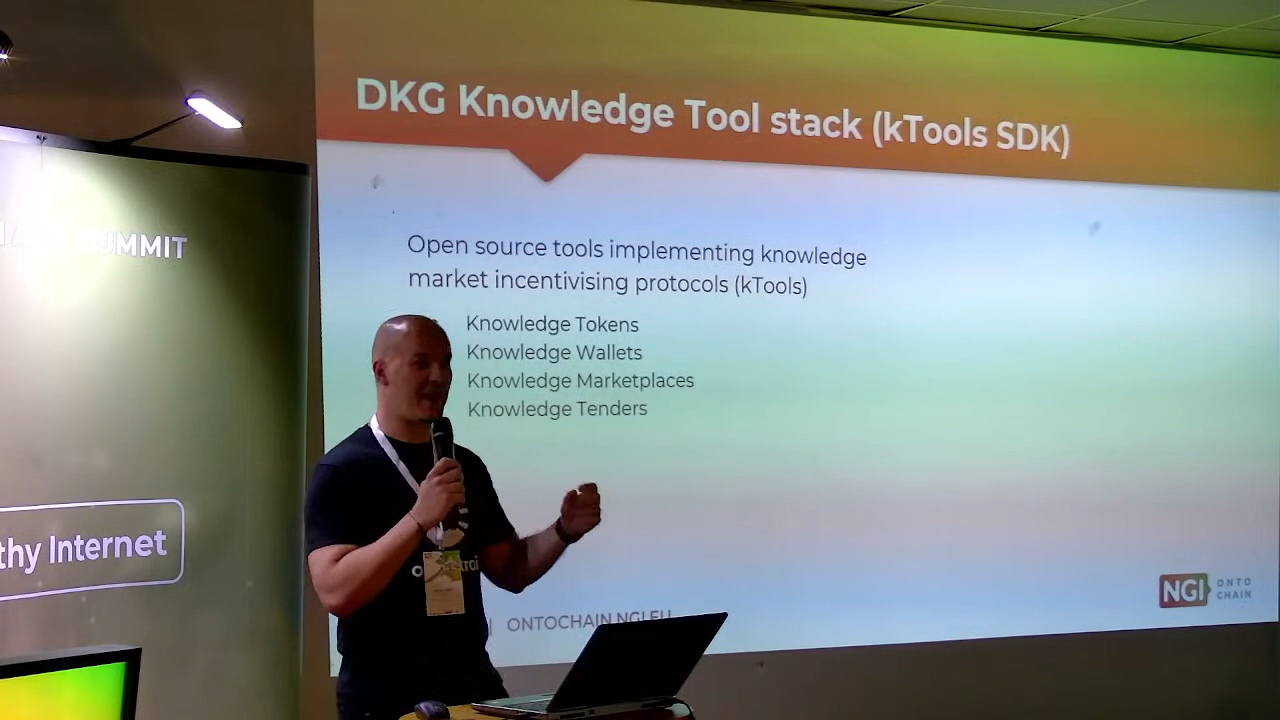 DKG Knowledge Tool stack (kTools SDK)
SUMMIT
Open source tools implementing knowledge
market incentivising protocols (kTools)
Knowledge Tokens
Knowledge Wallets
Knowledge Marketplaces
Knowledge Tenders
thy Internet
NGI ONTO
CHAIN
| ONTOCHAIN.NGI.EU